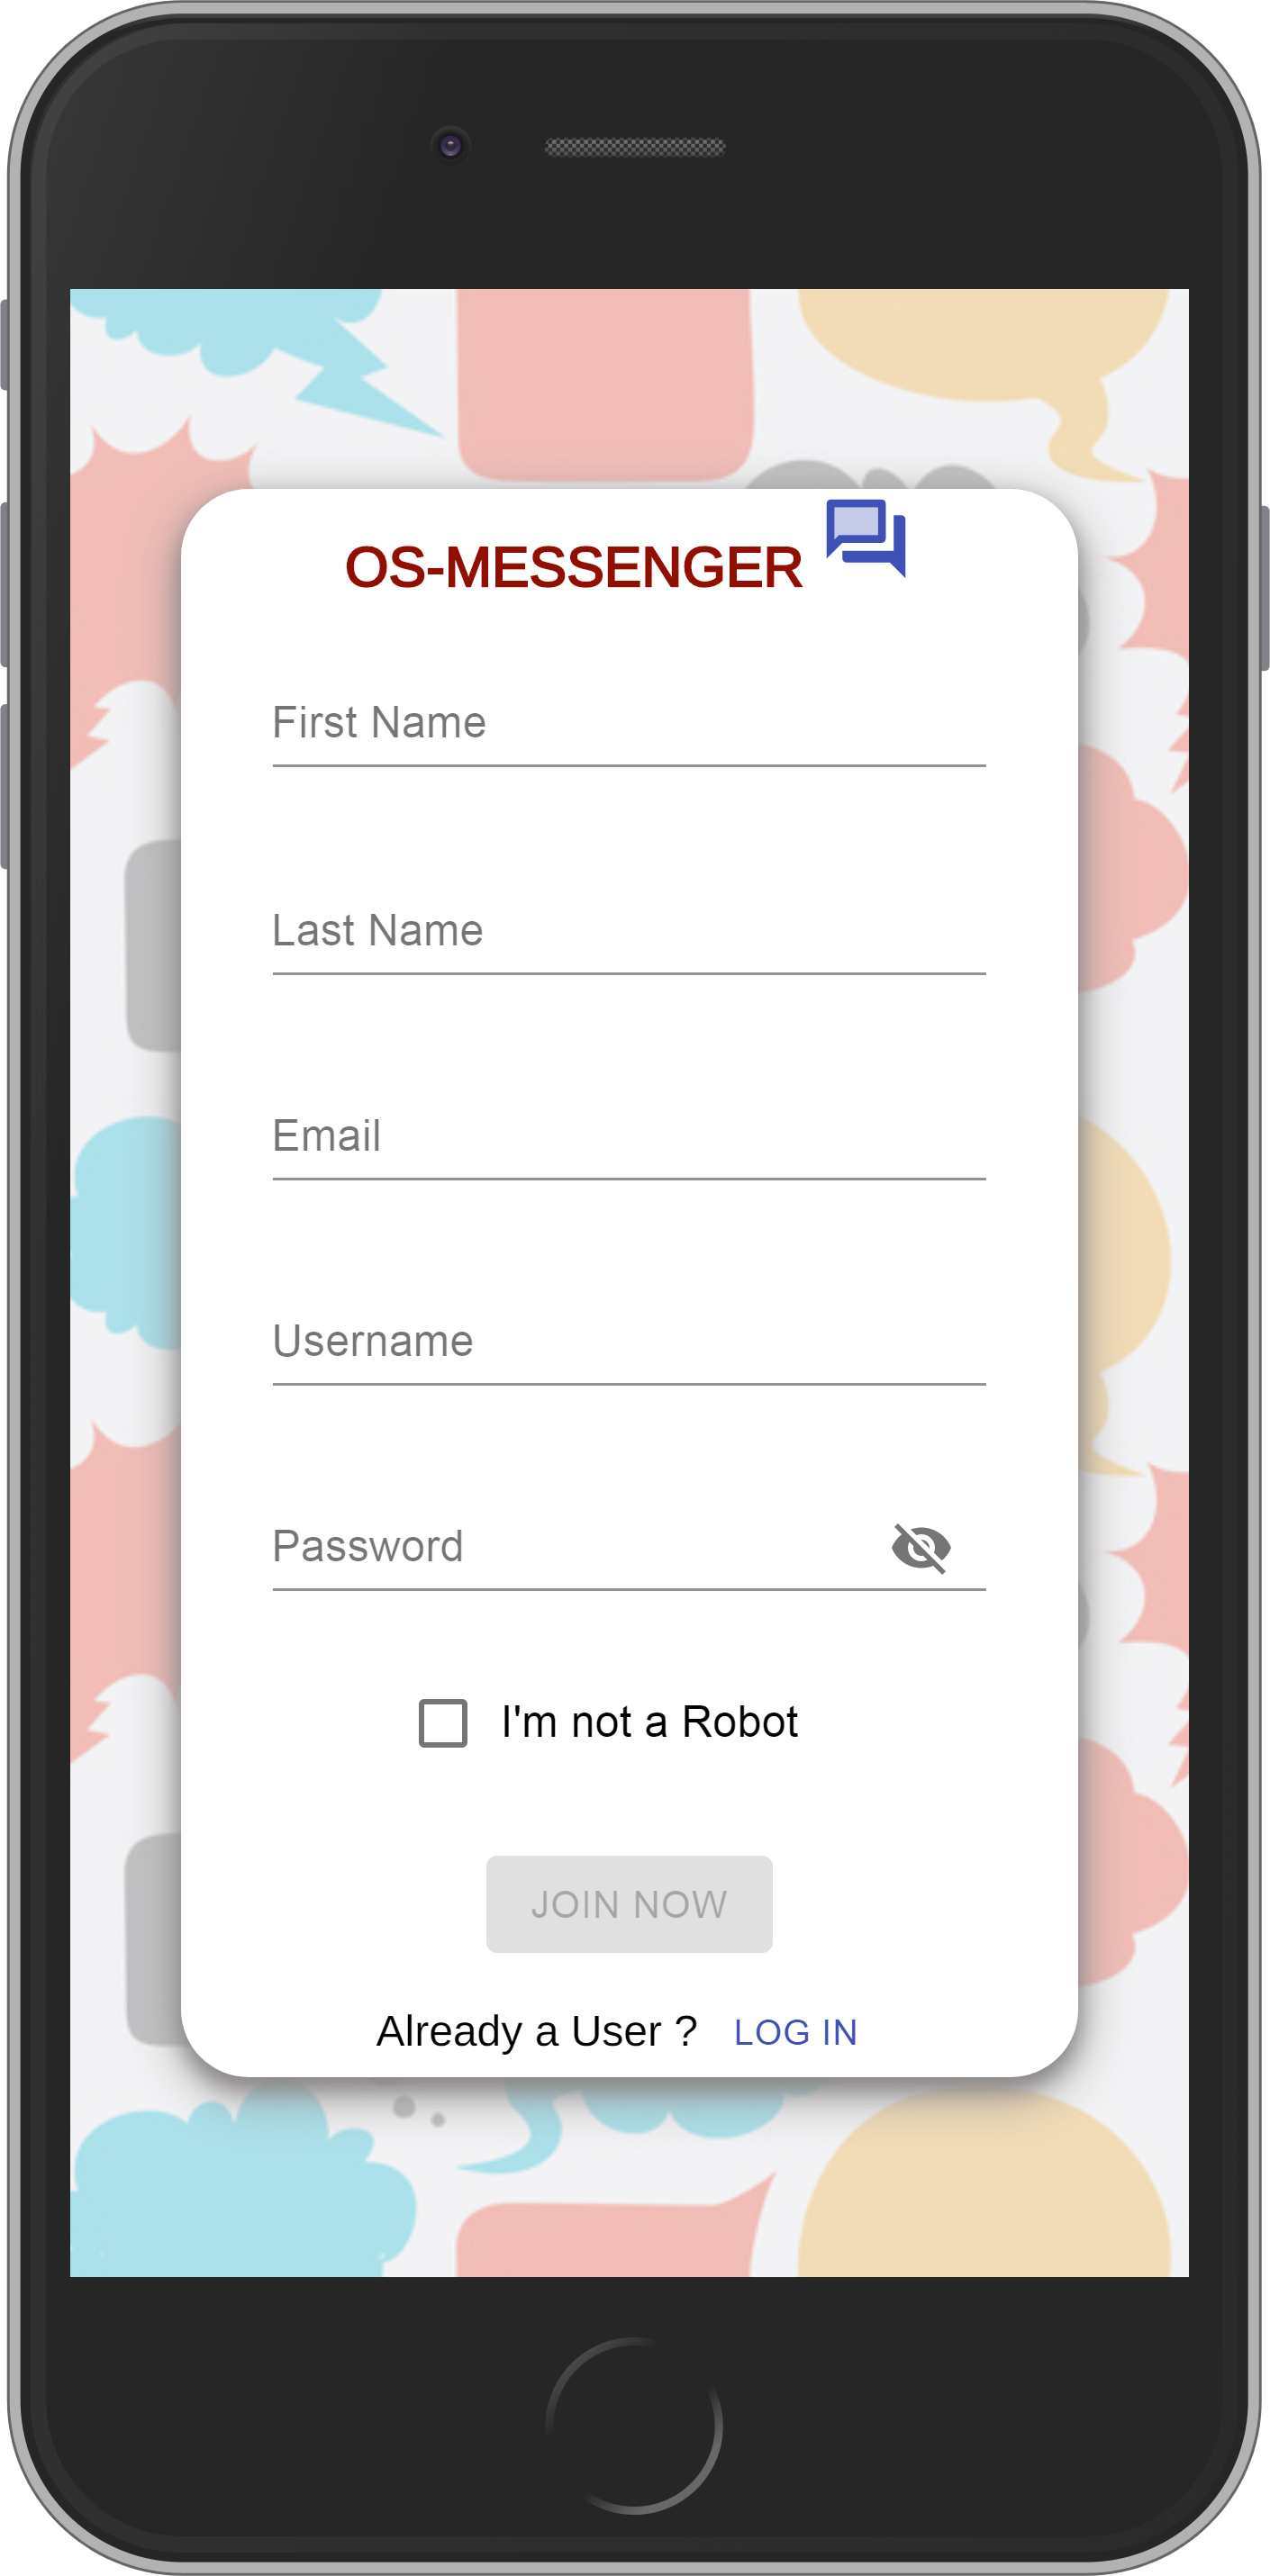 OS-MESSENGER
First Name
Last Name
Email
Username
Password
I'm not a Robot
JOIN NOW
Already a User ? LOG IN